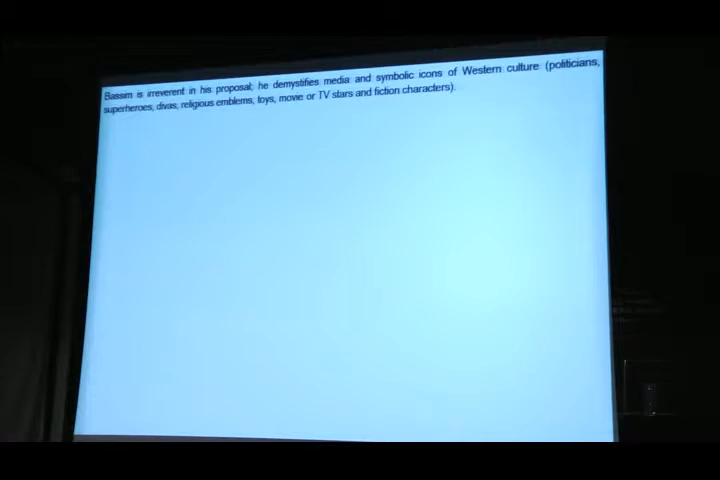 Bassim is irreverent in his proposal; he demystifies media and symbolic icons of Western culture (politicians,
superheroes, divas, religious emblems, toys, movie or TV stars and fiction characters).